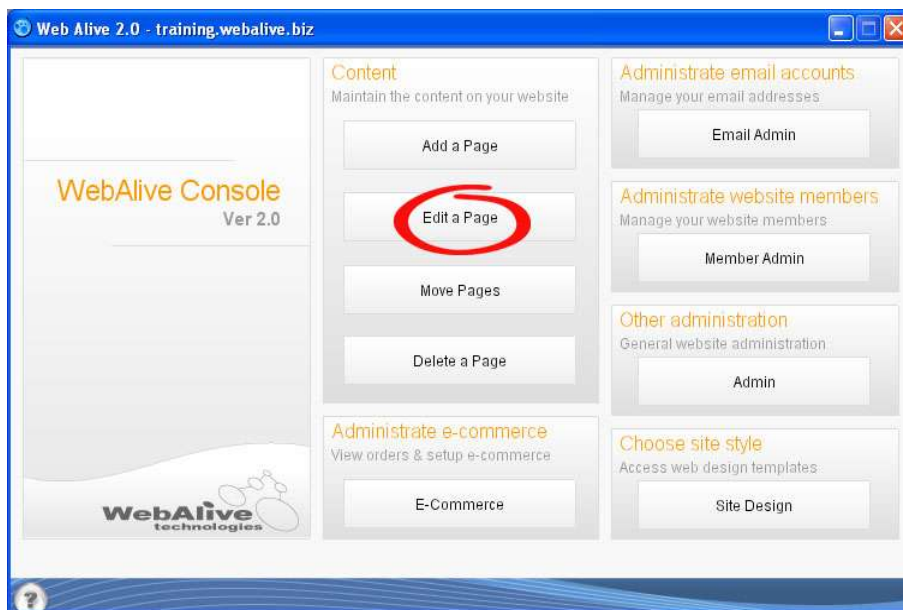 Web Alive 2.0 - training.webalive.biz
WebAlive Console
Ver 2.0
WebAlive
technologies
Content
Maintain the content on your website
Add a Page
Edit a Page
Move Pages
Delete a Page
Administrate e-commerce
View orders & setup e-commerce
E-Commerce
Administrate email accounts
Manage your email addresses
Email Admin
Administrate website members
Manage your website members
Member Admin
Other administration
General website administration
Admin
Choose site style
Access web design templates
Site Design
?